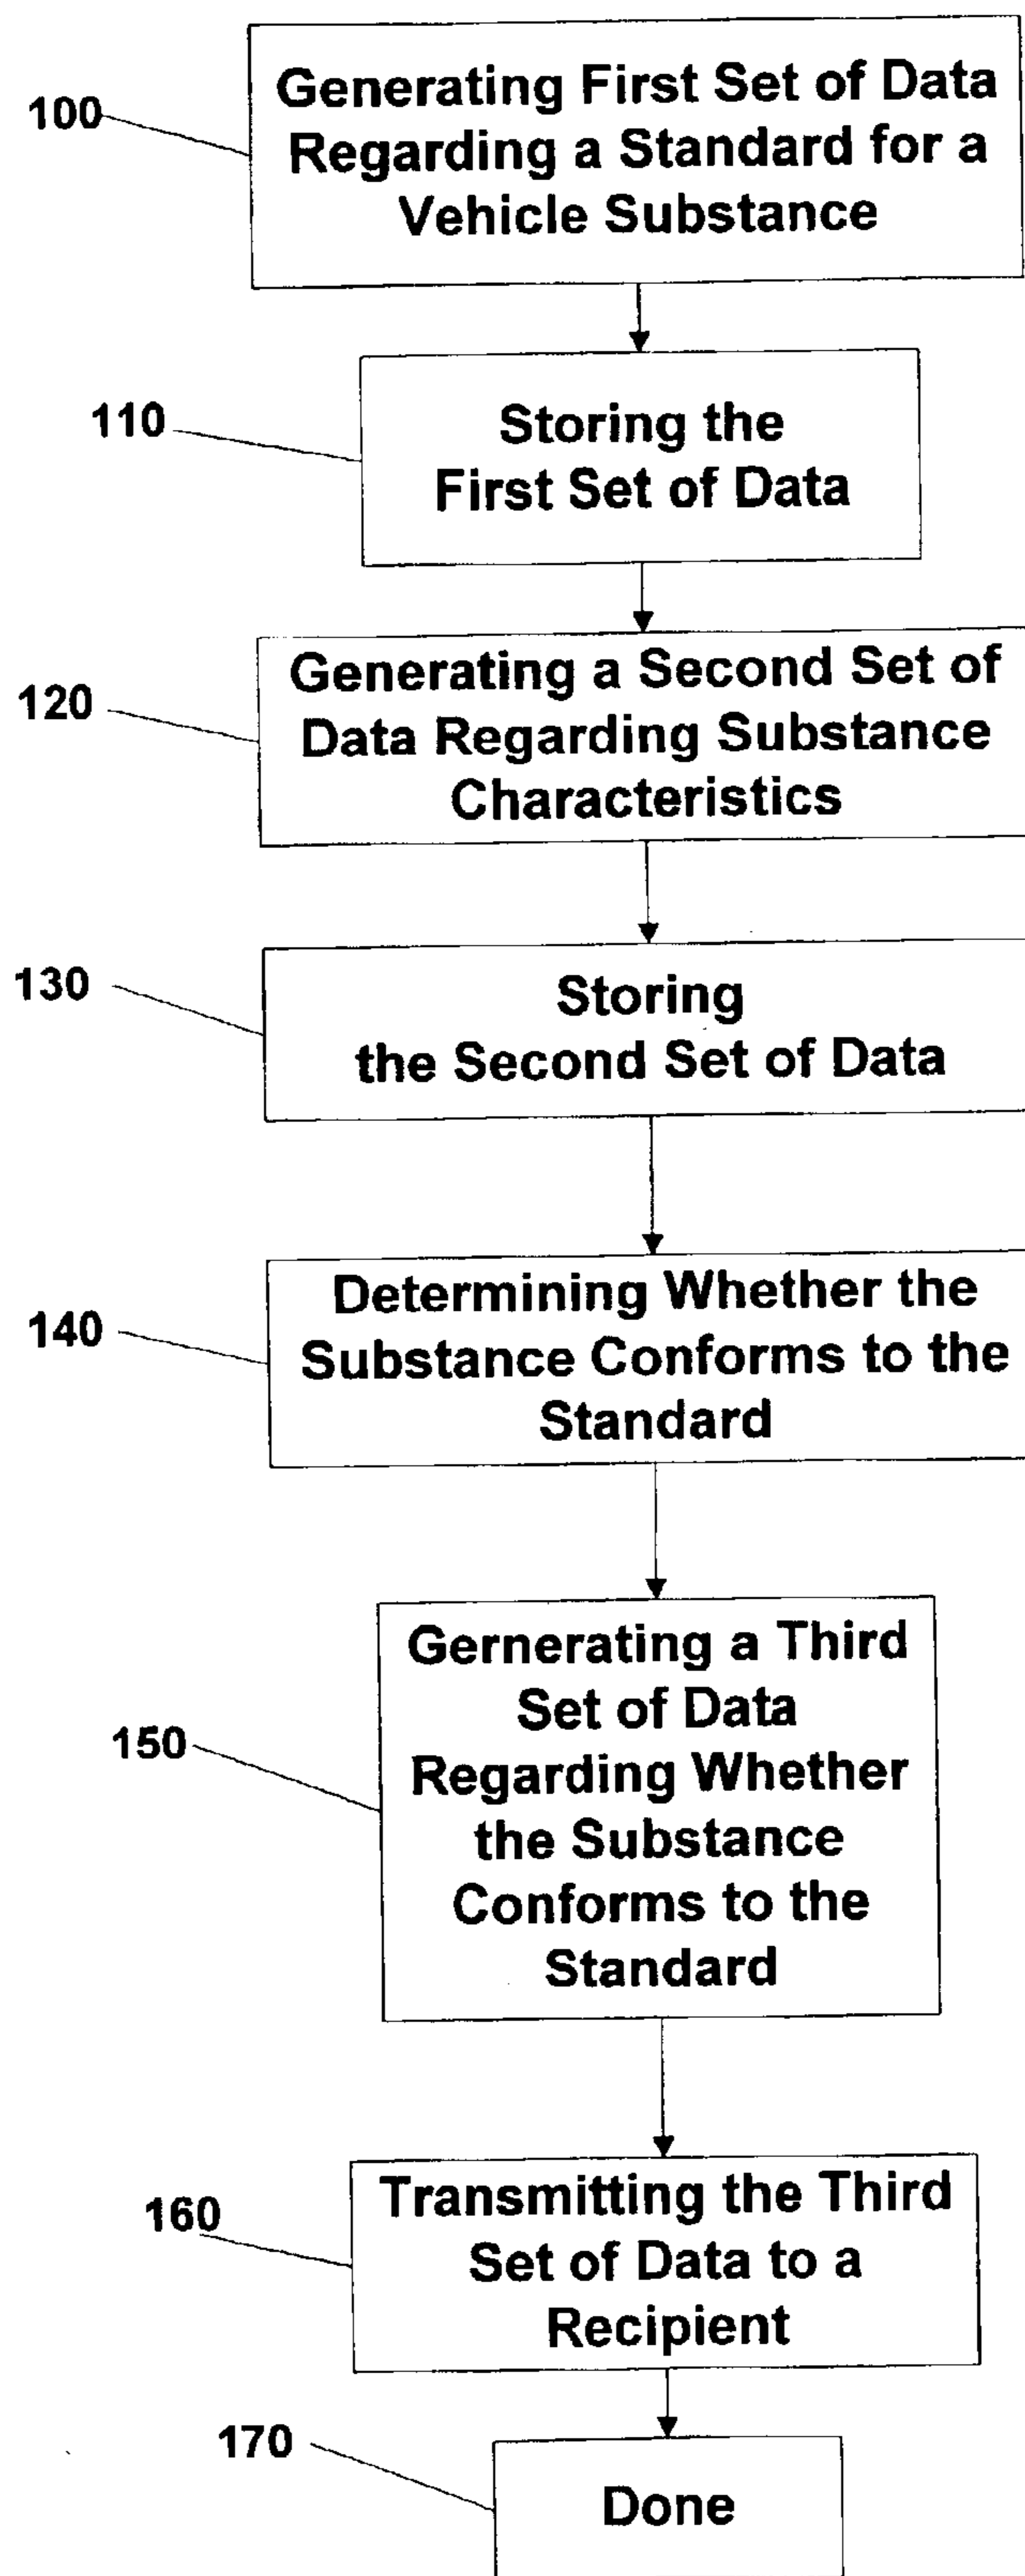 100
Generating First Set of Data
Regarding a Standard for a
Vehicle Substance
110
Storing the
First Set of Data
120
Generating a Second Set of
Data Regarding Substance
Characteristics
130
Storing
the Second Set of Data
140
Determining Whether the
Substance Conforms to the
Standard
150
Gernerating a Third
Set of Data
Regarding Whether
the Substance
Conforms to the
Standard
160
Transmitting the Third
Set of Data to a
Recipient
170
Done